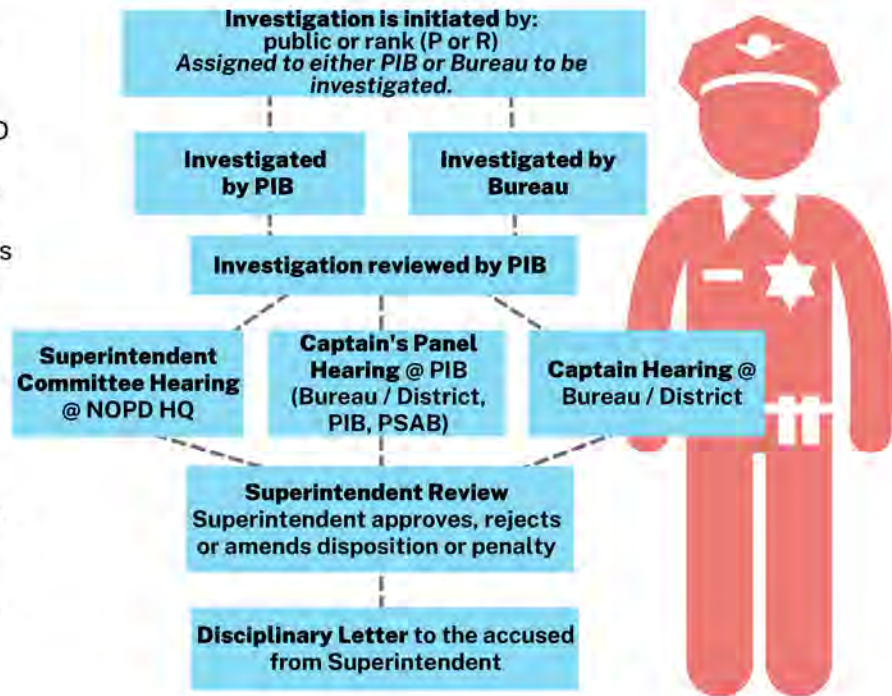 Investigation is initiated by:
public or rank (P or R)
Assigned to either PIB or Bureau to be
investigated.
Investigated
by PIB
Investigated by
Bureau
Investigation reviewed by PIB
Superintendent
Committee Hearing
@ NOPD HQ
Captain's Panel
Hearing @ PIB
(Bureau / District,
PIB, PSAB)
Captain Hearing @
Bureau / District
Superintendent Review
Superintendent approves, rejects
or amends disposition or penalty
Disciplinary Letter to the accused
from Superintendent